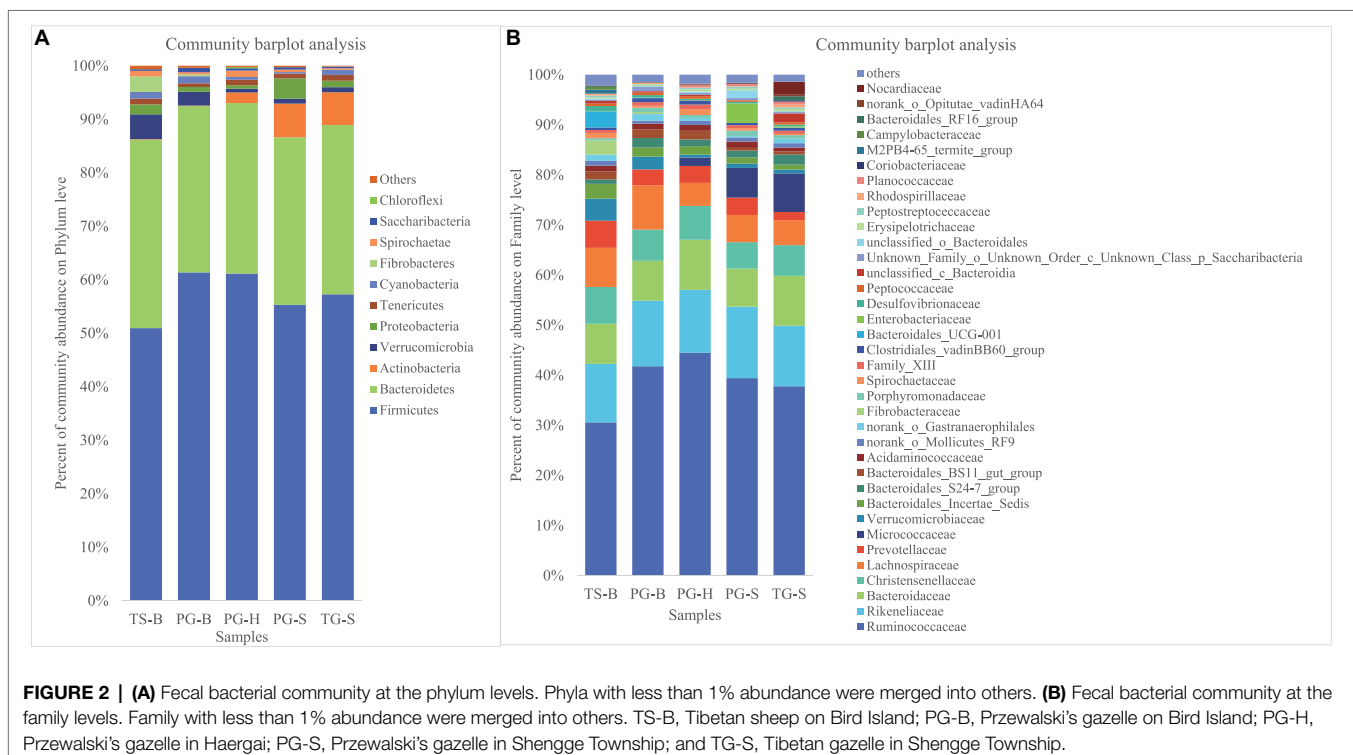 A
Community barplot analysis
Percent of community abundance on Phylum leve
100%
90%
80%
70%
60%
50%
40%
30%
20%
10%
0%
TS-B PG-B PG-H PG-S TG-S
Samples
Others
Chloroflexi
Saccharibacteria
Spirochaetae
Fibrobacteres
Cyanobacteria
Tenericutes
Proteobacteria
Verrucomicrobia
Actinobacteria
Bacteroidetes
Firmicutes
B
Community barplot analysis
Percent of community abundance on Family level
100%
90%
80%
70%
60%
50%
40%
30%
20%
10%
0%
TS-B PG-B PG-H PG-S TG-S
Samples
others
Nocardiaceae
norank_o_Opitutae_vadinHA64
Bacteroidales_RF16_group
Campylobacteraceae
M2PB4-65_termite_group
Coriobacteriaceae
Planococcaceae
Rhodospirillaceae
Peptostreptoceccaceae
Erysipelotrichaceae
unclassified_o_Bacteroidales
Unknown_Family_o_Unknown_Order_c_Unknown_Class_p_Saccharibacteria
unclassified_c_Bacteroidia
Peptococcaceae
Desulfovibrionaceae
Enterobacteriaceae
Bacteroidales_UCG-001
Clostridiales_vadinBB60_group
Family_XIII
Spirochaetaceae
Porphyromonadaceae
Fibrobacteraceae
norank_o_Gastranaerophilales
norank_o_Mollicutes_RF9
Acidaminococcaceae
Bacteroidales_BS11_gut_group
Bacteroidales_S24-7_group
Bacteroidales_Incertae_Sedis
Verrucomicrobiaceae
Micrococcaceae
Prevotellaceae
Lachnospiraceae
Christensenellaceae
Bacteroidaceae
Rikeneliaceae
Ruminococcaceae
FIGURE 2 | (A) Fecal bacterial community at the phylum levels. Phyla with less than 1% abundance were merged into others. (B) Fecal bacterial community at the
family levels. Family with less than 1% abundance were merged into others. TS-B, Tibetan sheep on Bird Island; PG-B, Przewalski’s gazelle on Bird Island; PG-H,
Przewalski’s gazelle in Haergai; PG-S, Przewalski’s gazelle in Shengge Township; and TG-S, Tibetan gazelle in Shengge Township.